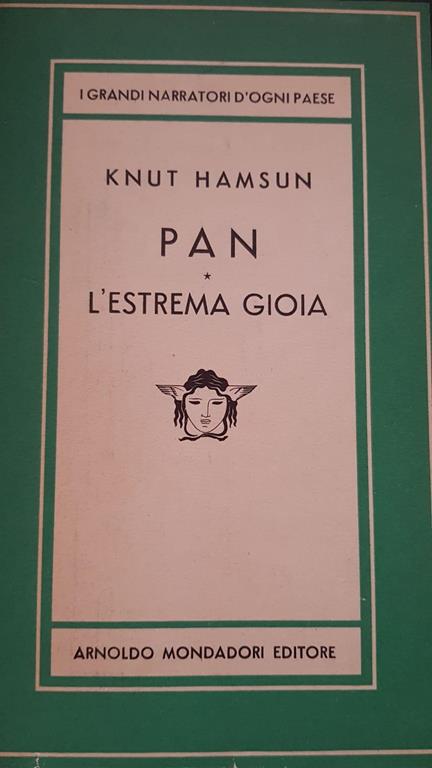 I GRANDI NARRATORI D'OGNI PAESE
KNUT HAMSUN
PAN
*
L'ESTREMA GIOIA
ARNOLDO MONDADORI EDITORE